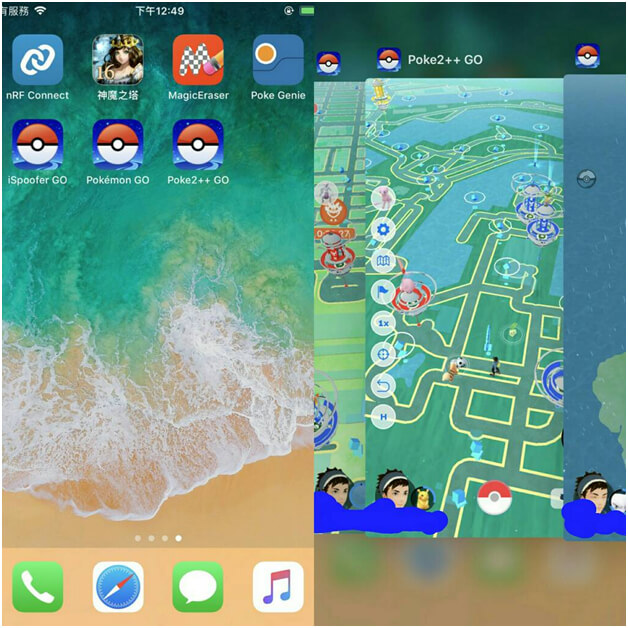 有服務 下午12:49
16
nRF Connect 神魔之塔 MagicEraser Poke Genie
iSpoofer GO Pokémon GO Poke2++ GO
Poke2++ GO
1x
H